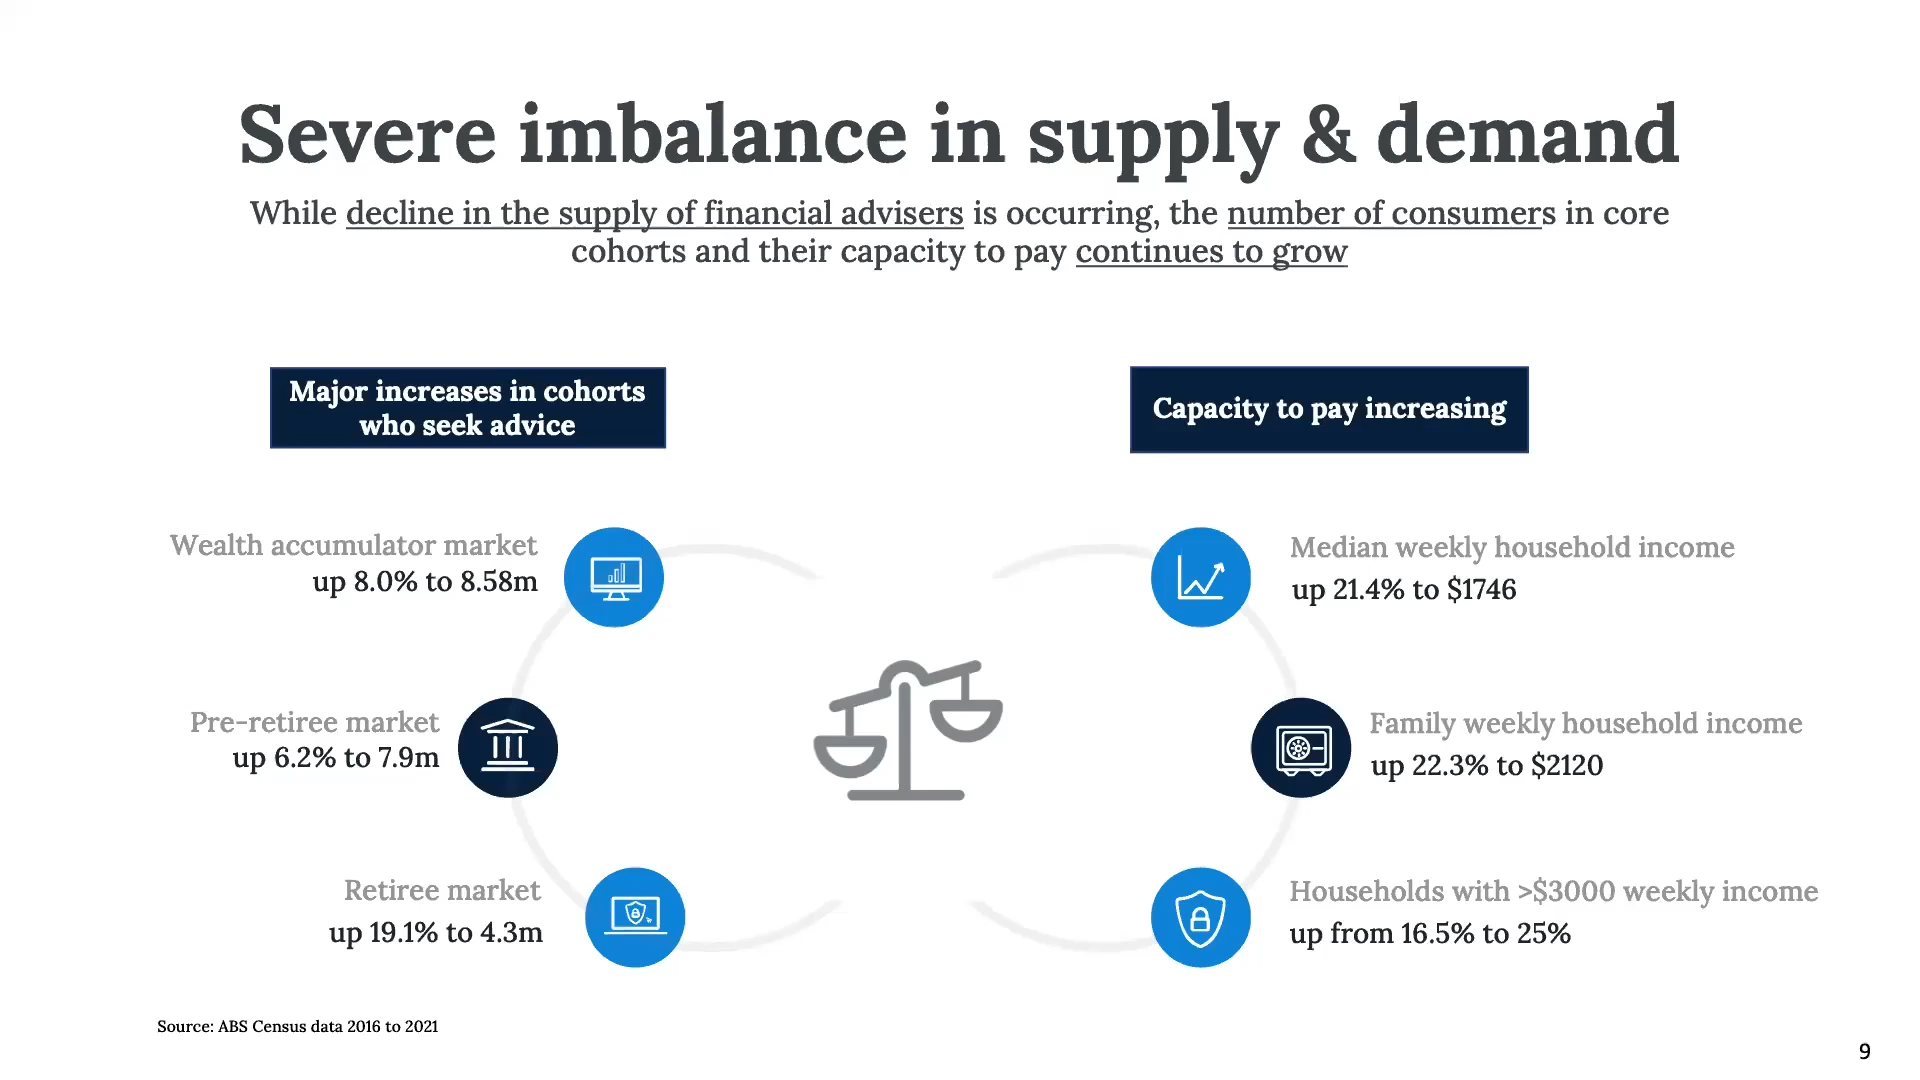 Severe imbalance in supply & demand
While decline in the supply of financial advisers is occurring, the number of consumers in core
cohorts and their capacity to pay continues to grow
Major increases in cohorts
who seek advice
Wealth accumulator market
up 8.0% to 8.58m
Pre-retiree market
up 6.2% to 7.9m
Retiree market
up 19.1% to 4.3m
Capacity to pay increasing
Median weekly household income
up 21.4% to $1746
Family weekly household income
up 22.3% to $2120
Households with >$3000 weekly income
up from 16.5% to 25%
Source: ABS Census data 2016 to 2021
9